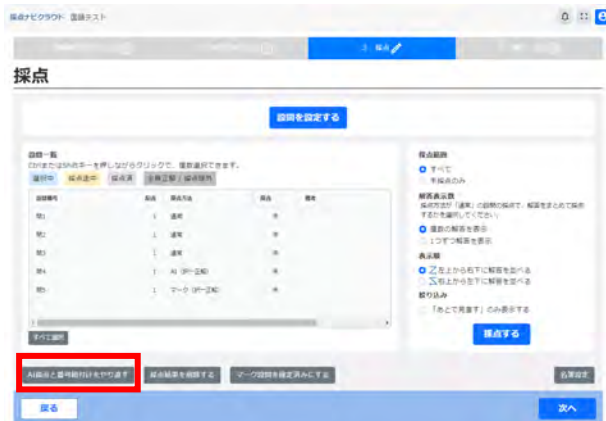 採点ナビクラウド 国語テスト
3. 採点
採点
設問を設定する
設問一覧
CtrlまたはShiftキーを押しながらクリックで、複数選択できます。
選択中 採点途中 採点済 全員正解 / 採点除外
設問番号 配点 採点方法 採点
問1 1 通常 未
問2 1 通常 未
問3 1 通常 未
問4 1 AI (択一正解) 未
問5 1 マーク (択一正解) 未
すべて選択
採点範囲
すべて
未採点のみ
解答表示数
採点方法が「通常」の設問の採点で、解答をまとめて採点するかを選択してください。
複数の解答を表示
1つずつ解答を表示
表示順
左上から右下に解答を並べる
右上から左下に解答を並べる
絞り込み
「あとで見直す」のみ表示する
採点する
AI採点と番号紐付けをやり直す 採点結果を削除する マーク設問を確定済みにする 名簿設定
戻る 次へ